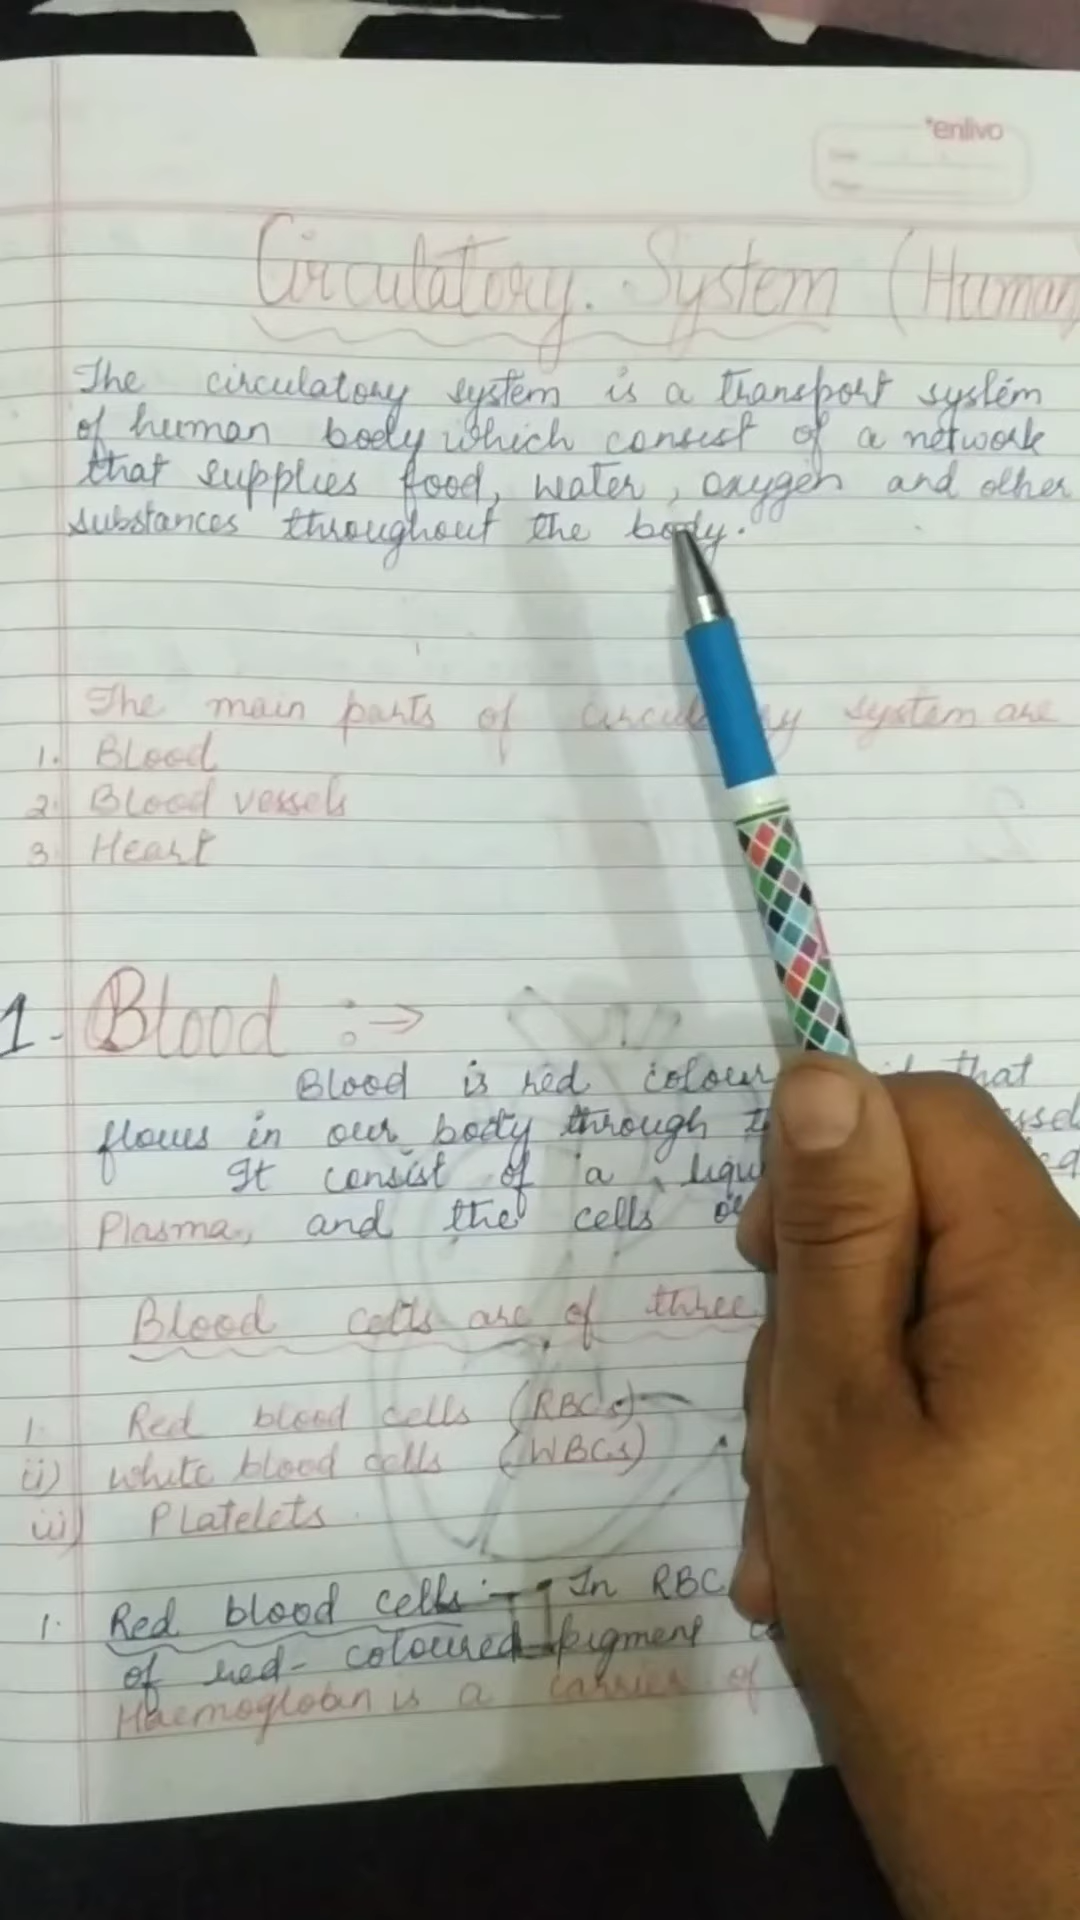 *enlivo
Circulatory System (Human)
The circulatory system is a transport system
of human body which consist of a network
that supplies food, water, oxygen and other
substances throughout the body.
The main parts of circulatory system are
1. Blood
2. Blood vessels
3. Heart
1. Blood :→
Blood is red colour that
flows in our body through
It consist of a
Plasma, and the cells
Blood cells are of three
1. Red blood cells (RBCs)
ii) White blood cells (WBCs)
iii) Platelets
1. Red blood cells :- In RBC
of red-coloured pigment
Haemoglobin is a carrier of